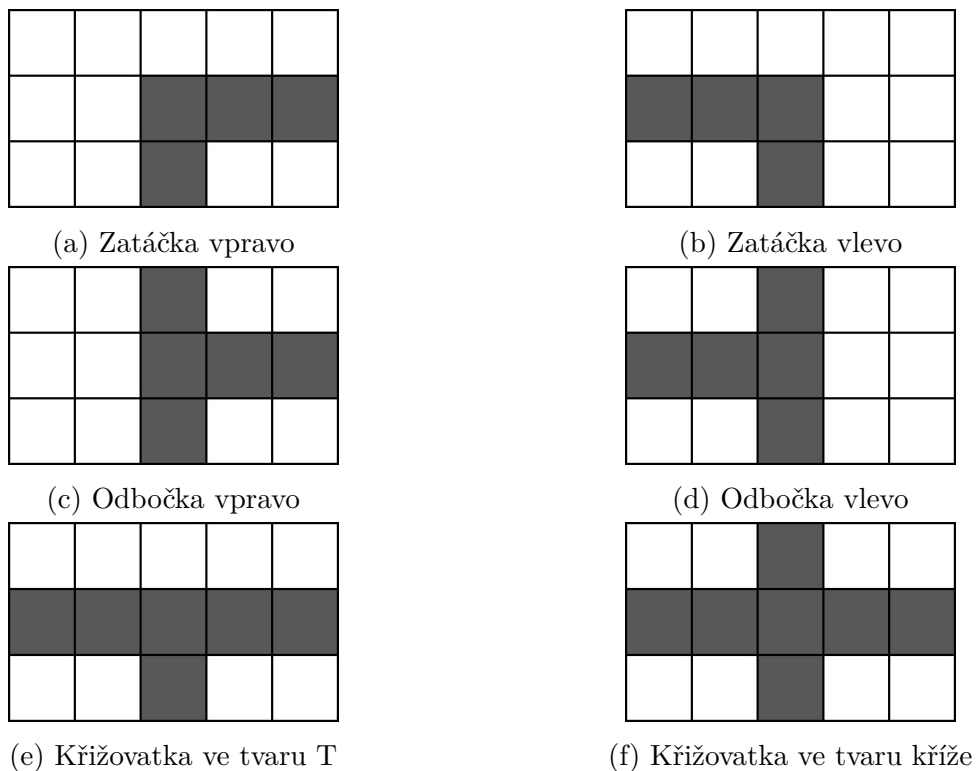 (a) Zatáčka vpravo
(b) Zatáčka vlevo
(c) Odbočka vpravo
(d) Odbočka vlevo
(e) Křižovatka ve tvaru T
(f) Křižovatka ve tvaru kříže